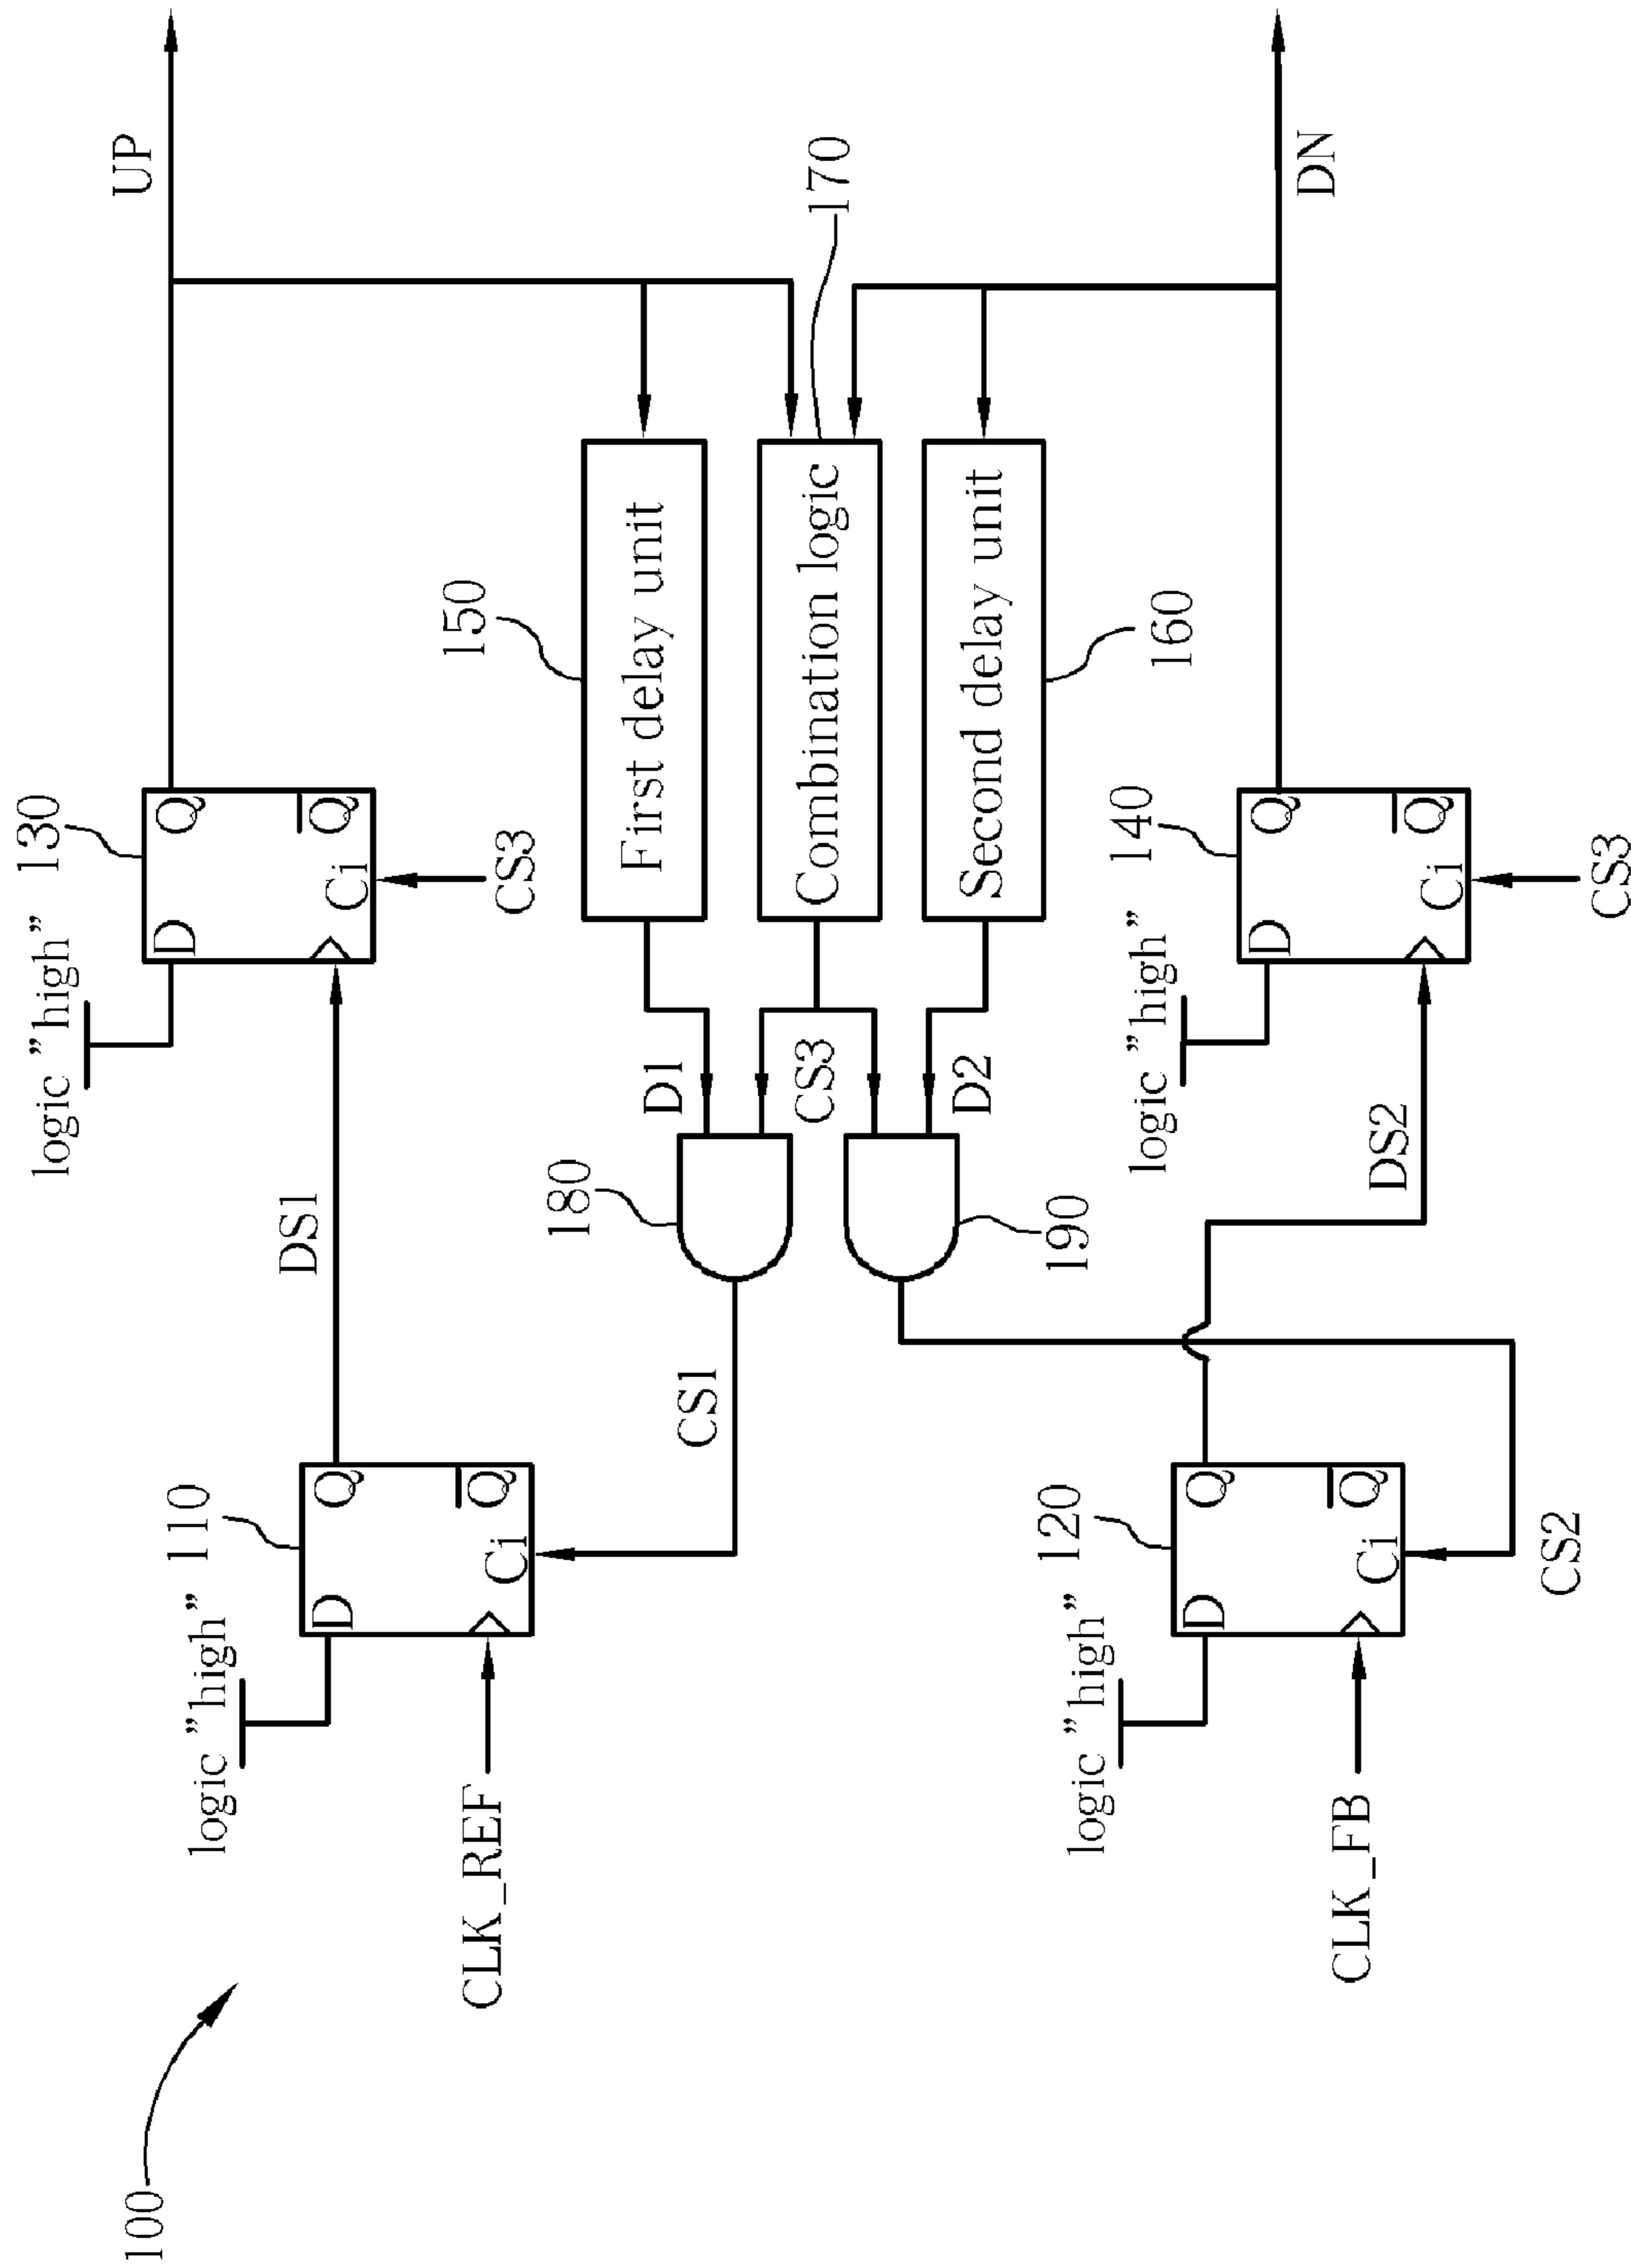 100
logic "high"
110
D
Q
Q
Ci
CLK_REF
DS1
logic "high"
130
D
Q
Q
Ci
CS3
UP
150
First delay unit
D1
180
CS1
Combination logic
170
CS3
Second delay unit
160
D2
190
logic "high"
120
D
Q
Q
Ci
CLK_FB
CS2
DS2
logic "high"
140
D
Q
Q
Ci
CS3
DN